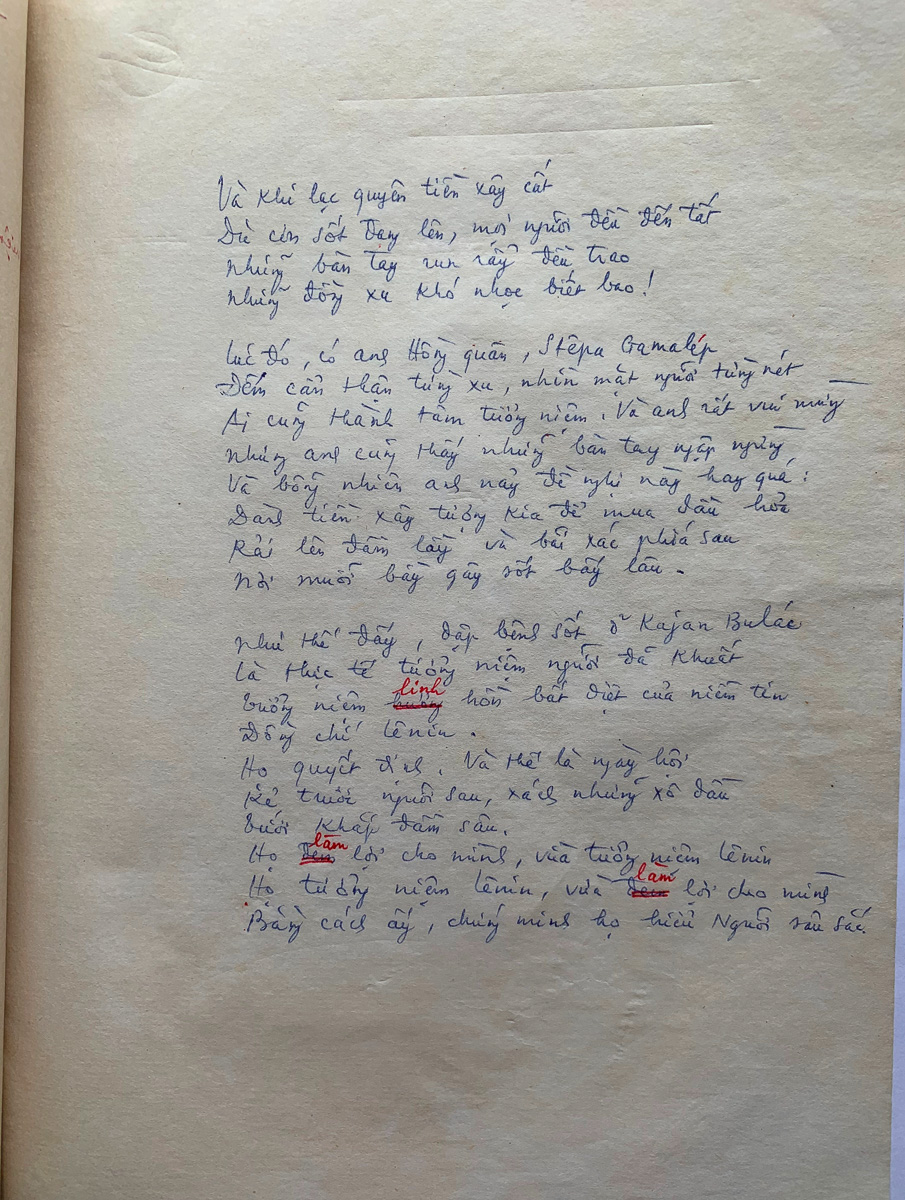 Và khi lạc quyên tiền xây cất
Dù cơn sốt đang lên, mọi người đều đến tất
Những bàn tay run rẩy đều trao
Những đồng xu khó nhọc biết bao!
Lúc đó, có anh Hồng quân, Stêpa Gamalép
Đếm cẩn thận từng xu, nhìn mặt người từng nét
Ai cũng thành tâm tưởng niệm. Và anh rất vui mừng
Nhưng anh cũng thấy những bàn tay ngập ngừng
Và bỗng nhiên anh nảy đề nghị này hay quá:
Dành tiền xây tượng kia để mua dầu hỏa
Rải lên đầm lầy và bãi xác phía sau
Nơi muỗi bầy gây sốt bấy lâu.
Như thế đấy, dập bệnh sốt ở Kujan Bulắc
Là thực tế tưởng niệm người đã khuất
Tưởng niệm linh hồn bất diệt của niềm tin
Đồng chí Lênin.
Họ quyết định. Và thế là ngày hội
Kẻ trước người sau, xách những xô dầu
Tưới khắp đầm sâu.
Họ làm lợi cho mình, vừa tưởng niệm Lênin
Họ tưởng niệm Lênin, vừa làm lợi cho mình
Bằng cách ấy, chứng minh họ hiểu Người sâu sắc.